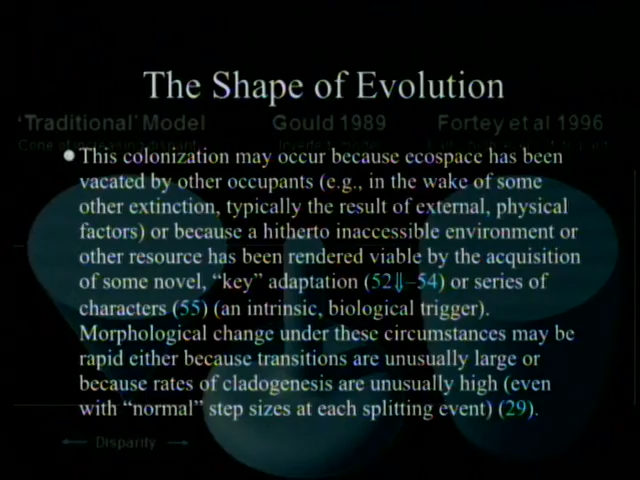 The Shape of Evolution
'Traditional' Model Gould 1989 Fortey et al 1996
• This colonization may occur because ecospace has been
vacated by other occupants (e.g., in the wake of some
other extinction, typically the result of external, physical
factors) or because a hitherto inaccessible environment or
other resource has been rendered viable by the acquisition
of some novel, “key” adaptation (52⇓–54) or series of
characters (55) (an intrinsic, biological trigger).
Morphological change under these circumstances may be
rapid either because transitions are unusually large or
because rates of cladogenesis are unusually high (even
with “normal” step sizes at each splitting event) (29).
← Disparity →